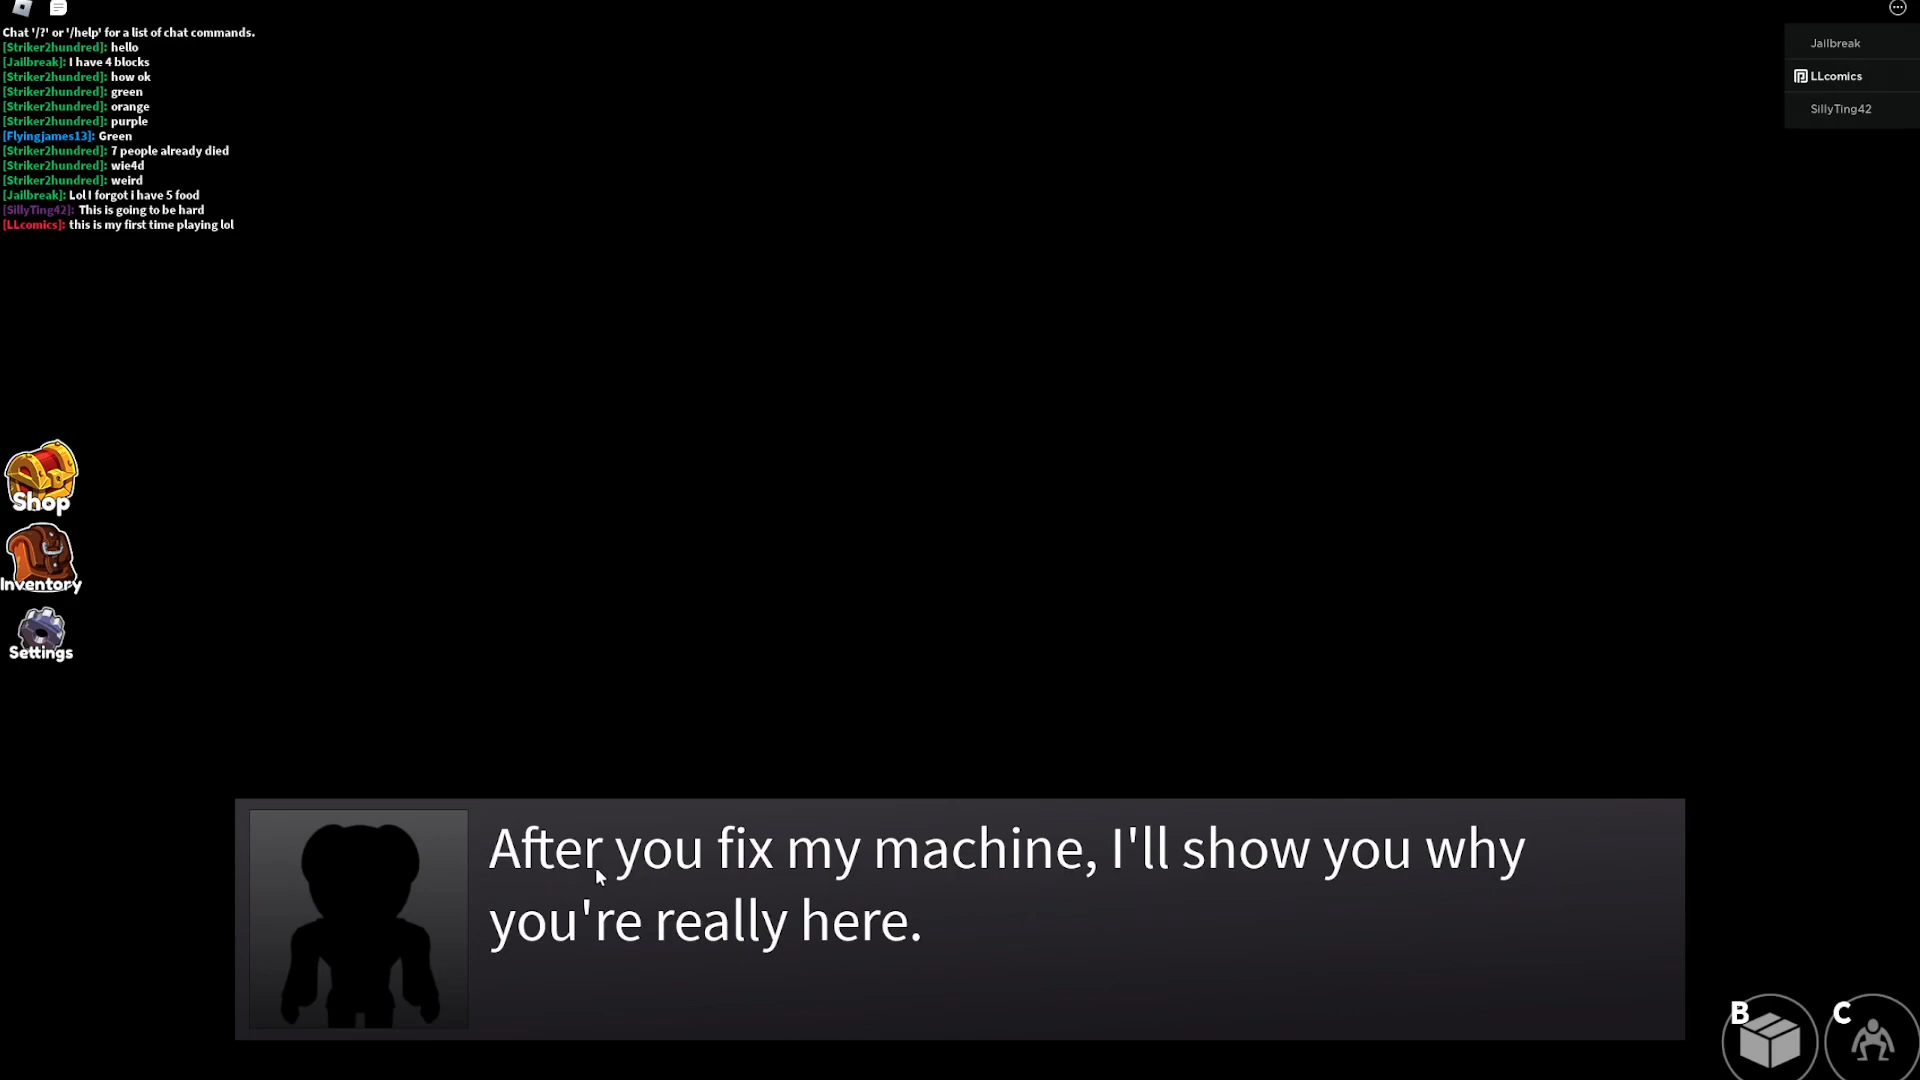 Chat '/?' or '/help' for a list of chat commands.
[Striker2hundred]: hello
[Jailbreak]: I have 4 blocks
[Striker2hundred]: how ok
[Striker2hundred]: green
[Striker2hundred]: orange
[Striker2hundred]: purple
[Flyingjames13]: Green
[Striker2hundred]: 7 people already died
[Striker2hundred]: wie4d
[Striker2hundred]: weird
[Jailbreak]: Lol I forgot i have 5 food
[SillyTing42]: This is going to be hard
[LLcomics]: this is my first time playing lol
Jailbreak
LLcomics
SillyTing42
Shop
Inventory
Settings
After you fix my machine, I'll show you why
you're really here.
B
C